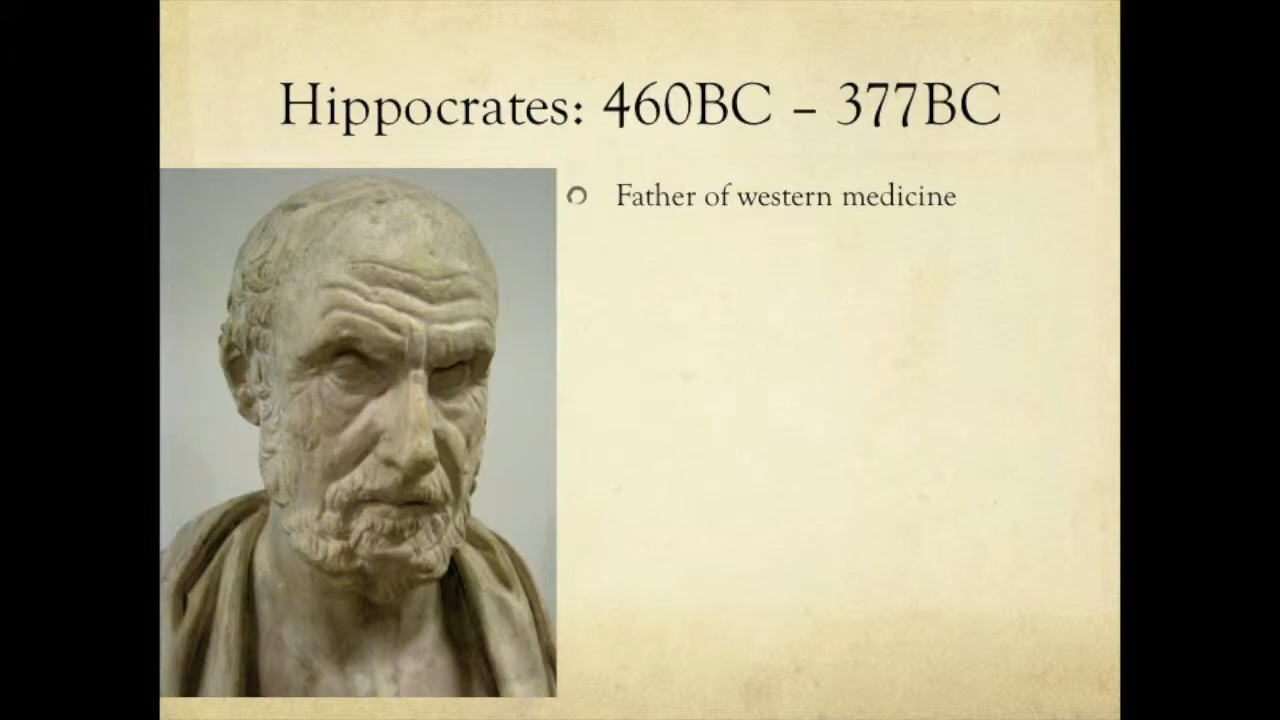 Hippocrates: 460BC – 377BC
Father of western medicine